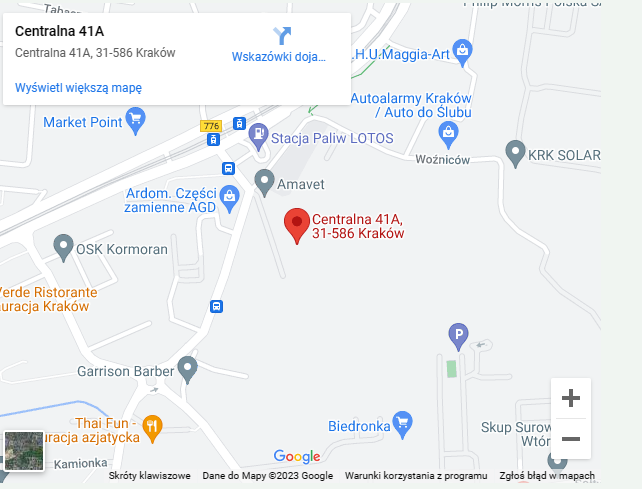 Philip Morris Polska S.A
Centralna 41A
Centralna 41A, 31-586 Kraków
Wskazówki doja...
Wyświetl większą mapę
.H.U.Maggia-Art
Autoalarmy Kraków
/ Auto do Ślubu
Market Point
776
Stacja Paliw LOTOS
Woźniców
KRK SOLAR
Amavet
Ardom. Części
zamienne AGD
Centralna 41A,
31-586 Kraków
OSK Kormoran
Verde Ristorante
auracja Kraków
P
Garrison Barber
Thai Fun -
uracja azjatycka
Biedronka
Skup Surow
Wtór
Kamionka
Google
Skróty klawiszowe
Dane do Mapy ©2023 Google
Warunki korzystania z programu
Zgłoś błąd w mapach